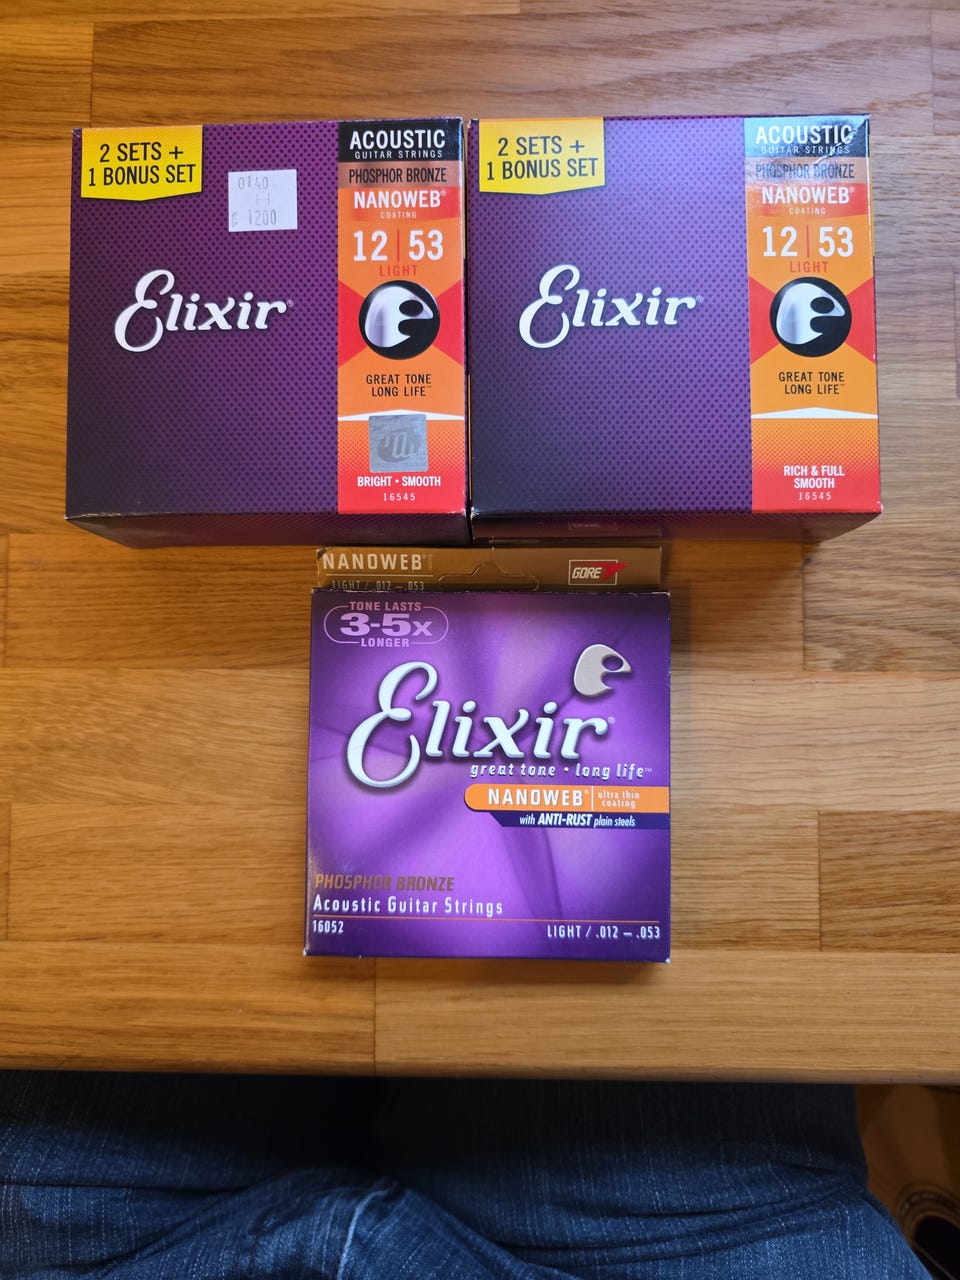 2 SETS +
1 BONUS SET
0140
H
1200
Elixir®
ACOUSTIC
GUITAR STRINGS
PHOSPHOR BRONZE
NANOWEB®
COATING
12 | 53
LIGHT
GREAT TONE
LONG LIFE™
BRIGHT • SMOOTH
16545
2 SETS +
1 BONUS SET
Elixir®
ACOUSTIC
GUITAR STRINGS
PHOSPHOR BRONZE
NANOWEB®
COATING
12 | 53
LIGHT
GREAT TONE
LONG LIFE™
RICH & FULL
SMOOTH
16545
NANOWEB®
GORE
LIGHT / .012 – .053
TONE LASTS
3-5x
LONGER
Elixir®
great tone • long life™
NANOWEB® ultra thin
coating
with ANTI-RUST plain steels
PHOSPHOR BRONZE
Acoustic Guitar Strings
16052
LIGHT / .012 – .053